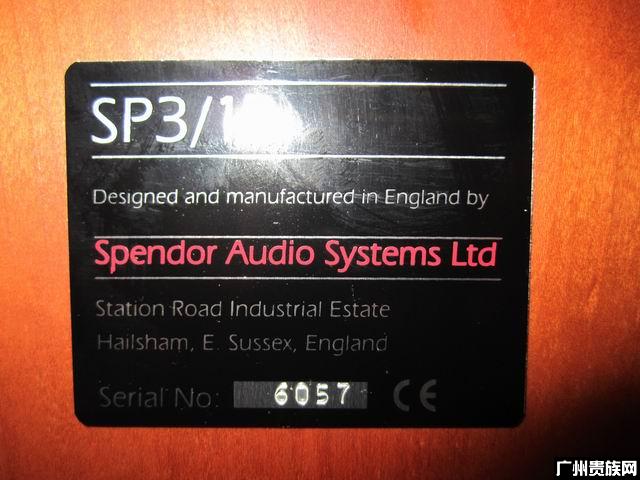 SP3/1
Designed and manufactured in England by
Spendor Audio Systems Ltd
Station Road Industrial Estate
Hailsham, E. Sussex, England
Serial No: 6057 CE
广州贵族网